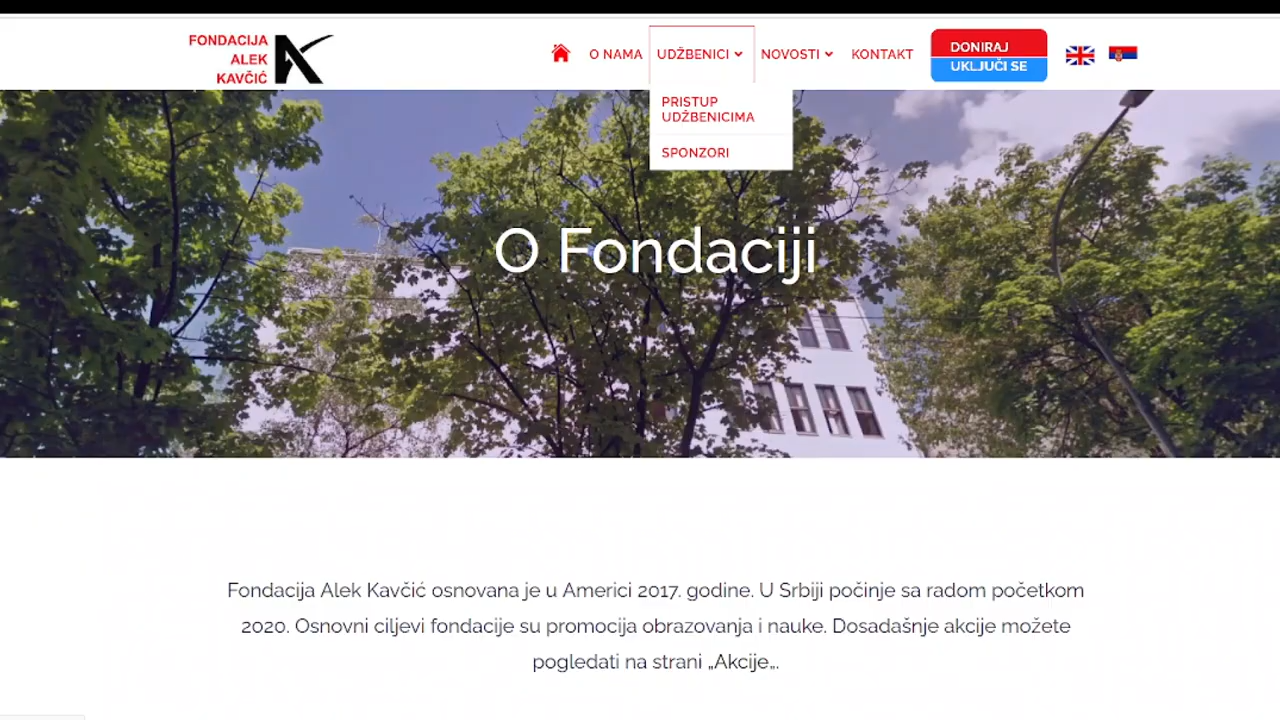 FONDACIJA
ALEK
KAVČIĆ
O NAMA
UDŽBENICI
NOVOSTI
KONTAKT
DONIRAJ
UKLJUČI SE
PRISTUP
UDŽBENICIMA
SPONZORI
O Fondaciji
Fondacija Alek Kavčić osnovana je u Americi 2017. godine. U Srbiji počinje sa radom početkom
2020. Osnovni ciljevi fondacije su promocija obrazovanja i nauke. Dosadašnje akcije možete
pogledati na strani „Akcije„.